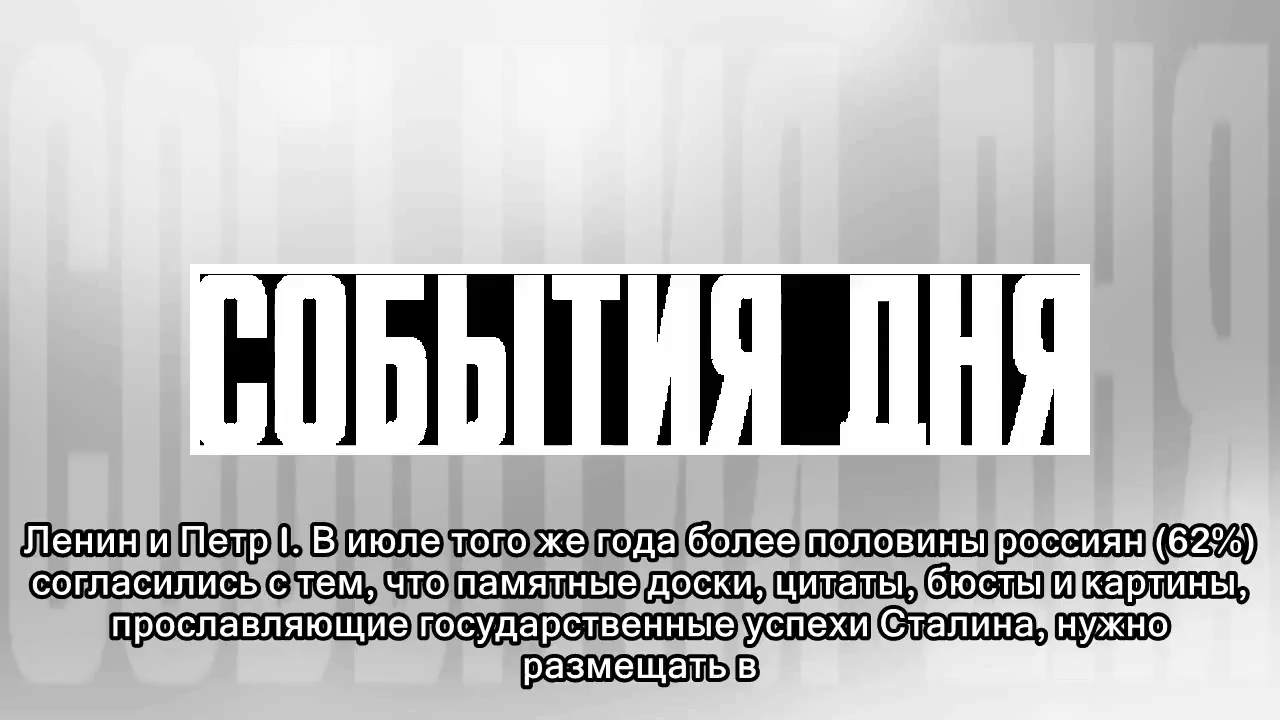 СОБЫТИЯ ДНЯ
Ленин и Петр I. В июле того же года более половины россиян (62%)
согласились с тем, что памятные доски, цитаты, бюсты и картины,
прославляющие государственные успехи Сталина, нужно
размещать в